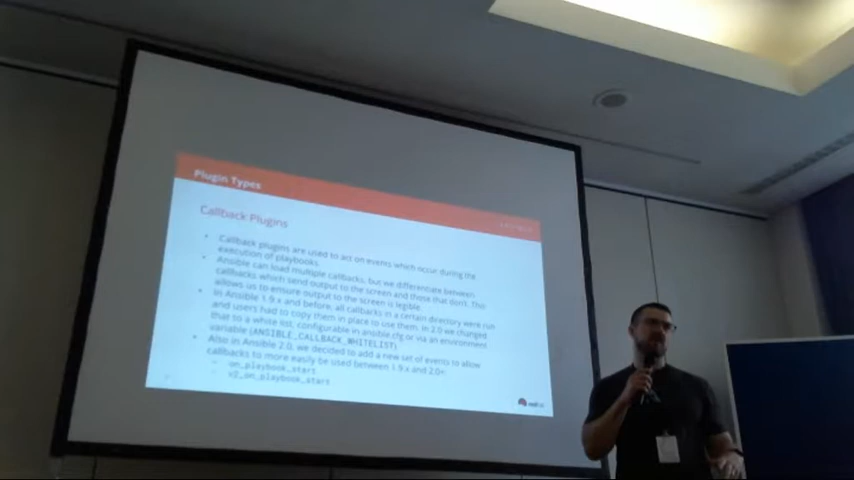 Plugin Types
Callback Plugins
Callback plugins are used to act on events which occur during the
execution of playbooks.
Ansible can load multiple callbacks, but we differentiate between
callbacks which send output to the screen and those that don't. This
allows us to ensure output to the screen is legible.
In Ansible 1.9.x and before, all callbacks in a certain directory were run
and users had to copy them in place to use them. In 2.0 we changed
that to a white list, configurable in ansible.cfg or via an environment
variable (ANSIBLE_CALLBACK_WHITELIST).
Also in Ansible 2.0, we decided to add a new set of events to allow
callbacks to more easily be used between 1.9.x and 2.0+:
on_playbook_start
v2_on_playbook_start